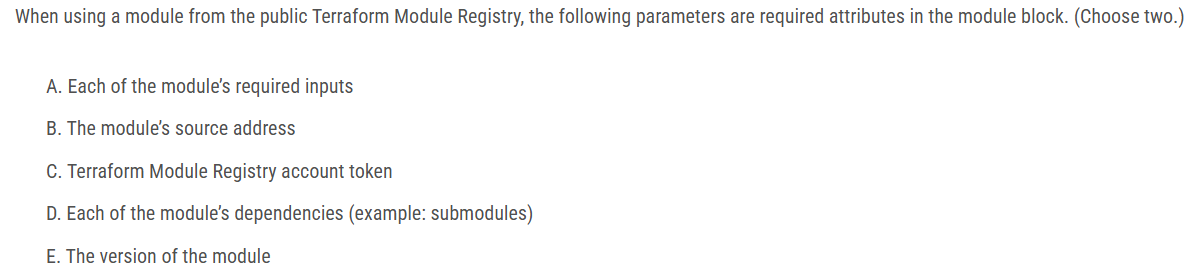 When using a module from the public Terraform Module Registry, the following parameters are required attributes in the module block. (Choose two.)
A. Each of the module's required inputs
B. The module's source address
C. Terraform Module Registry account token
D. Each of the module's dependencies (example: submodules)
E. The version of the module